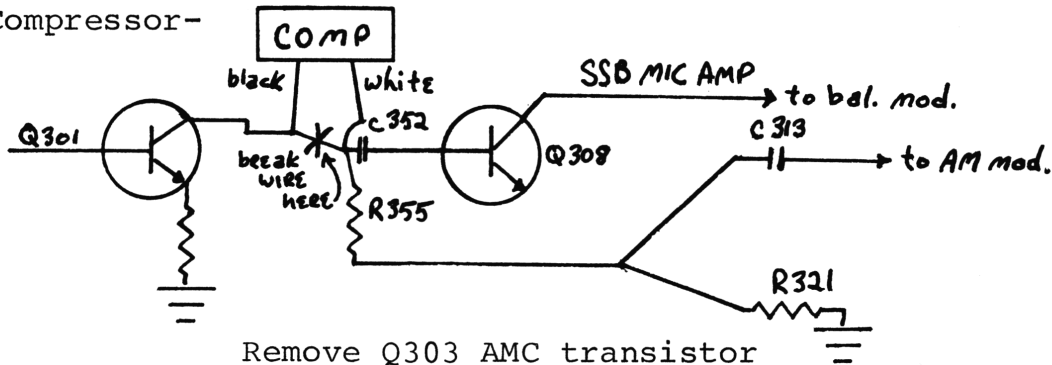 Compressor-
COMP
black
white
SSB MIC AMP
to bal. mod.
C352
C313
Q301
Q308
to AM mod.
break
WIRE
HERE
R355
R321
Remove Q303 AMC transistor